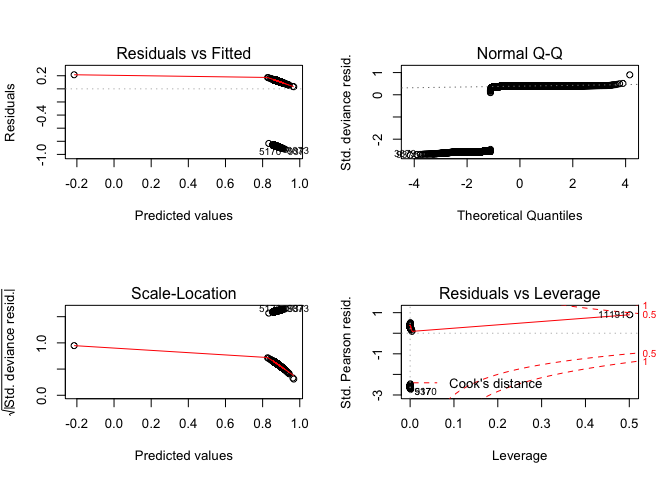 Residuals vs Fitted
Residuals
-1.0 -0.4 0.2
-0.2 0.0 0.2 0.4 0.6 0.8 1.0
Predicted values
Normal Q-Q
Std. deviance resid.
-2 0 1
-4 -2 0 2 4
Theoretical Quantiles
Scale-Location
√|Std. deviance resid.|
0.0 1.0
-0.2 0.0 0.2 0.4 0.6 0.8 1.0
Predicted values
Residuals vs Leverage
Std. Pearson resid.
-3 -1 1
1
0.5
0.5
1
Cook's distance
0.0 0.1 0.2 0.3 0.4 0.5
Leverage